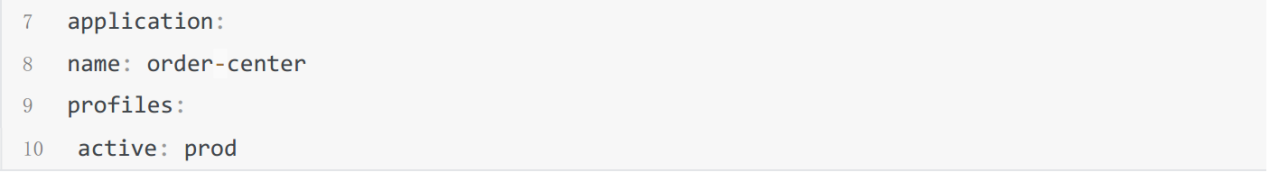 7 application:
8 name: order-center
9 profiles:
10 active: prod